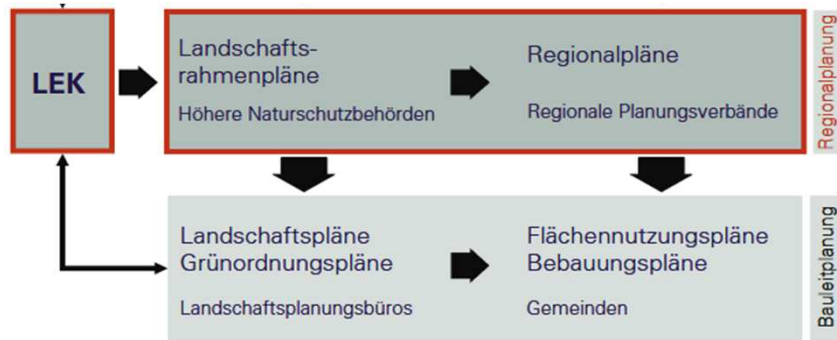 LEK
Landschafts-
rahmenpläne
Höhere Naturschutzbehörden
Regionalpläne
Regionale Planungsverbände
Regionalplanung
Landschaftspläne
Grünordnungspläne
Landschaftsplanungsbüros
Flächennutzungspläne
Bebauungspläne
Gemeinden
Bauleitplanung